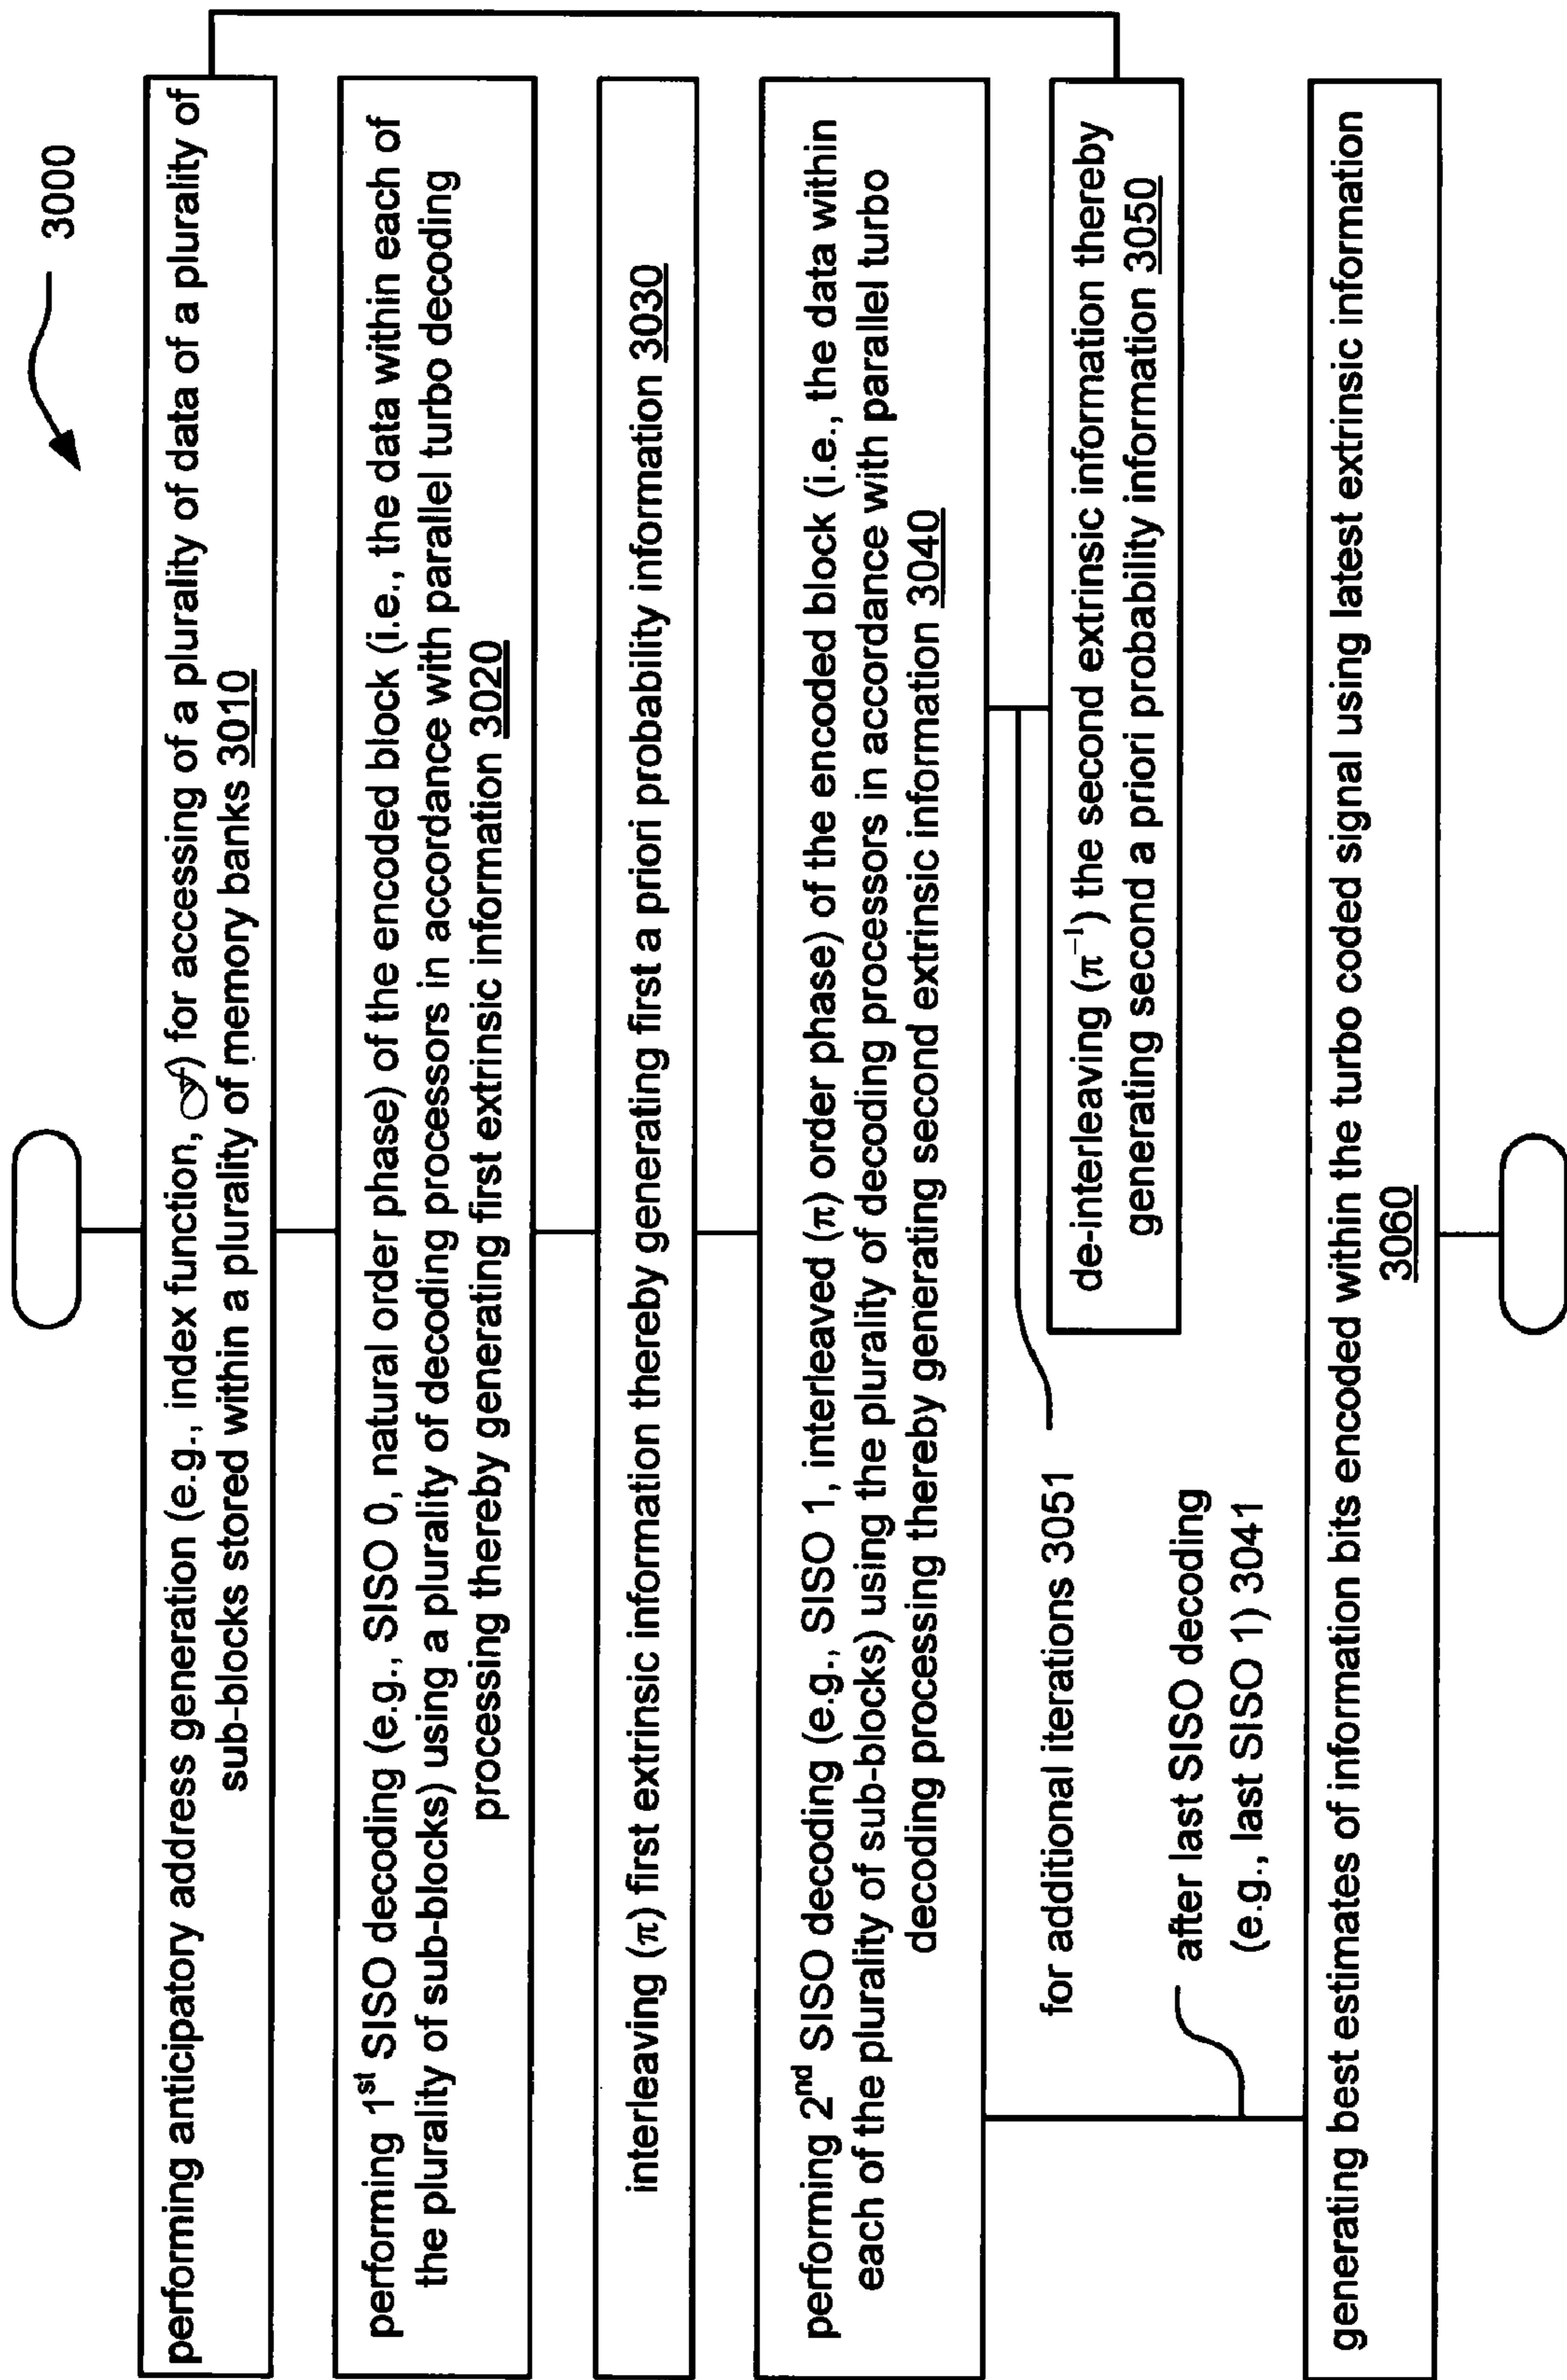 3000
performing anticipatory address generation (e.g., index function, ℱ) for accessing of a plurality of data of a plurality of
sub-blocks stored within a plurality of memory banks 3010
performing 1st SISO decoding (e.g., SISO 0, natural order phase) of the encoded block (i.e., the data within each of
the plurality of sub-blocks) using a plurality of decoding processors in accordance with parallel turbo decoding
processing thereby generating first extrinsic information 3020
interleaving (π) first extrinsic information thereby generating first a priori probability information 3030
performing 2nd SISO decoding (e.g., SISO 1, interleaved (π) order phase) of the encoded block (i.e., the data within
each of the plurality of sub-blocks) using the plurality of decoding processors in accordance with parallel turbo
decoding processing thereby generating second extrinsic information 3040
for additional iterations 3051
de-interleaving (π⁻¹) the second extrinsic information thereby
generating second a priori probability information 3050
after last SISO decoding
(e.g., last SISO 1) 3041
generating best estimates of information bits encoded within the turbo coded signal using latest extrinsic information
3060